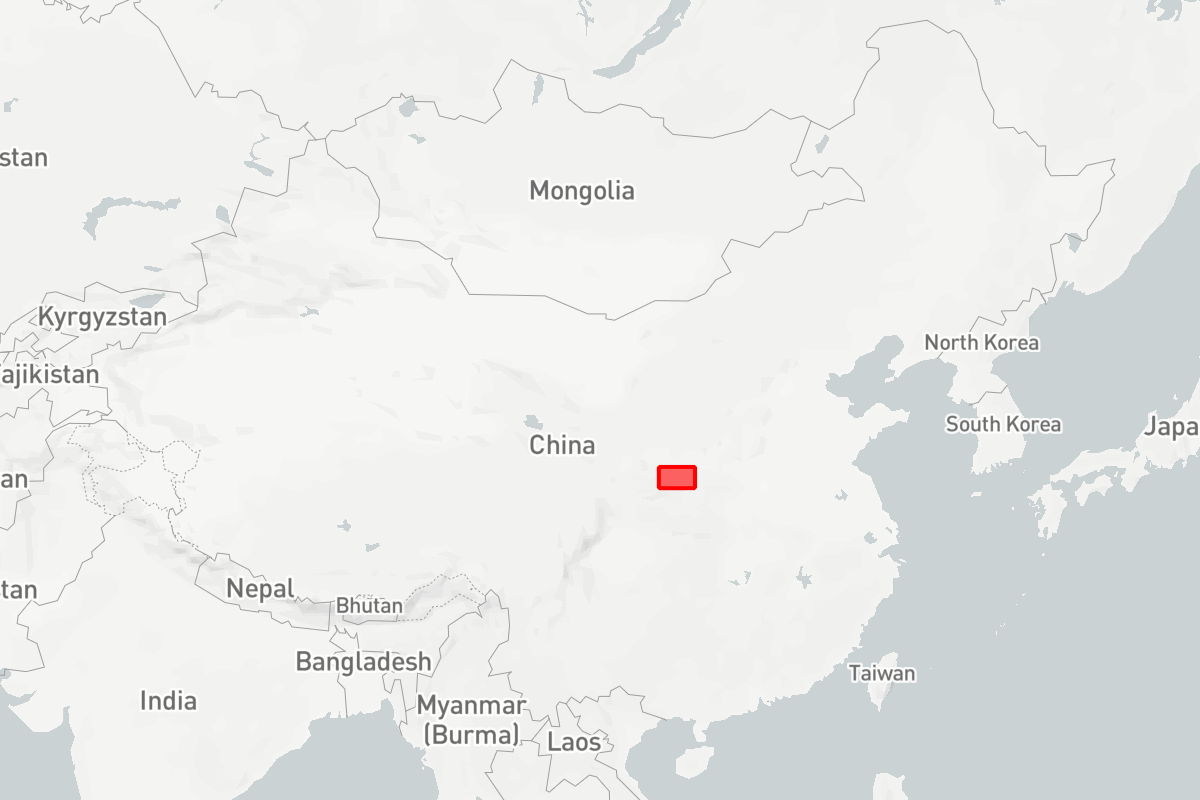 stan
Mongolia
Kyrgyzstan
North Korea
ajikistan
South Korea
Japa
China
an
stan
Nepal
Bhutan
Bangladesh
Taiwan
India
Myanmar
(Burma)
Laos